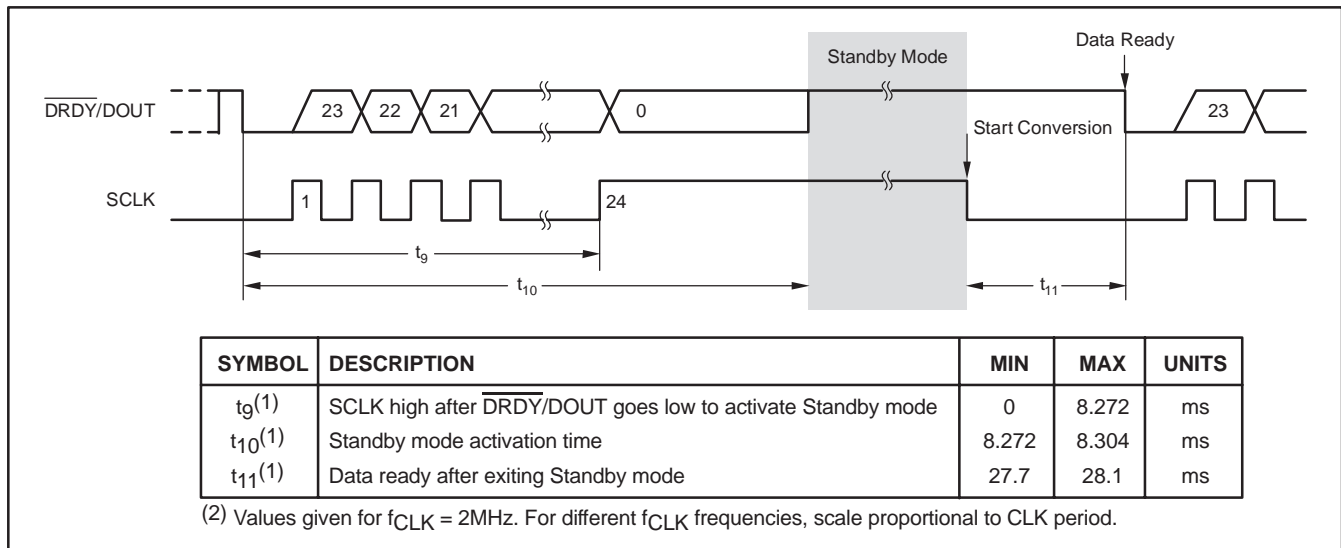 Data Ready
Standby Mode
DRDY/DOUT 23 22 21 0 23
Start Conversion
SCLK 1 24
t9
t10 t11
SYMBOL DESCRIPTION MIN MAX UNITS
t9(1) SCLK high after DRDY/DOUT goes low to activate Standby mode 0 8.272 ms
t10(1) Standby mode activation time 8.272 8.304 ms
t11(1) Data ready after exiting Standby mode 27.7 28.1 ms
(2) Values given for fCLK = 2MHz. For different fCLK frequencies, scale proportional to CLK period.